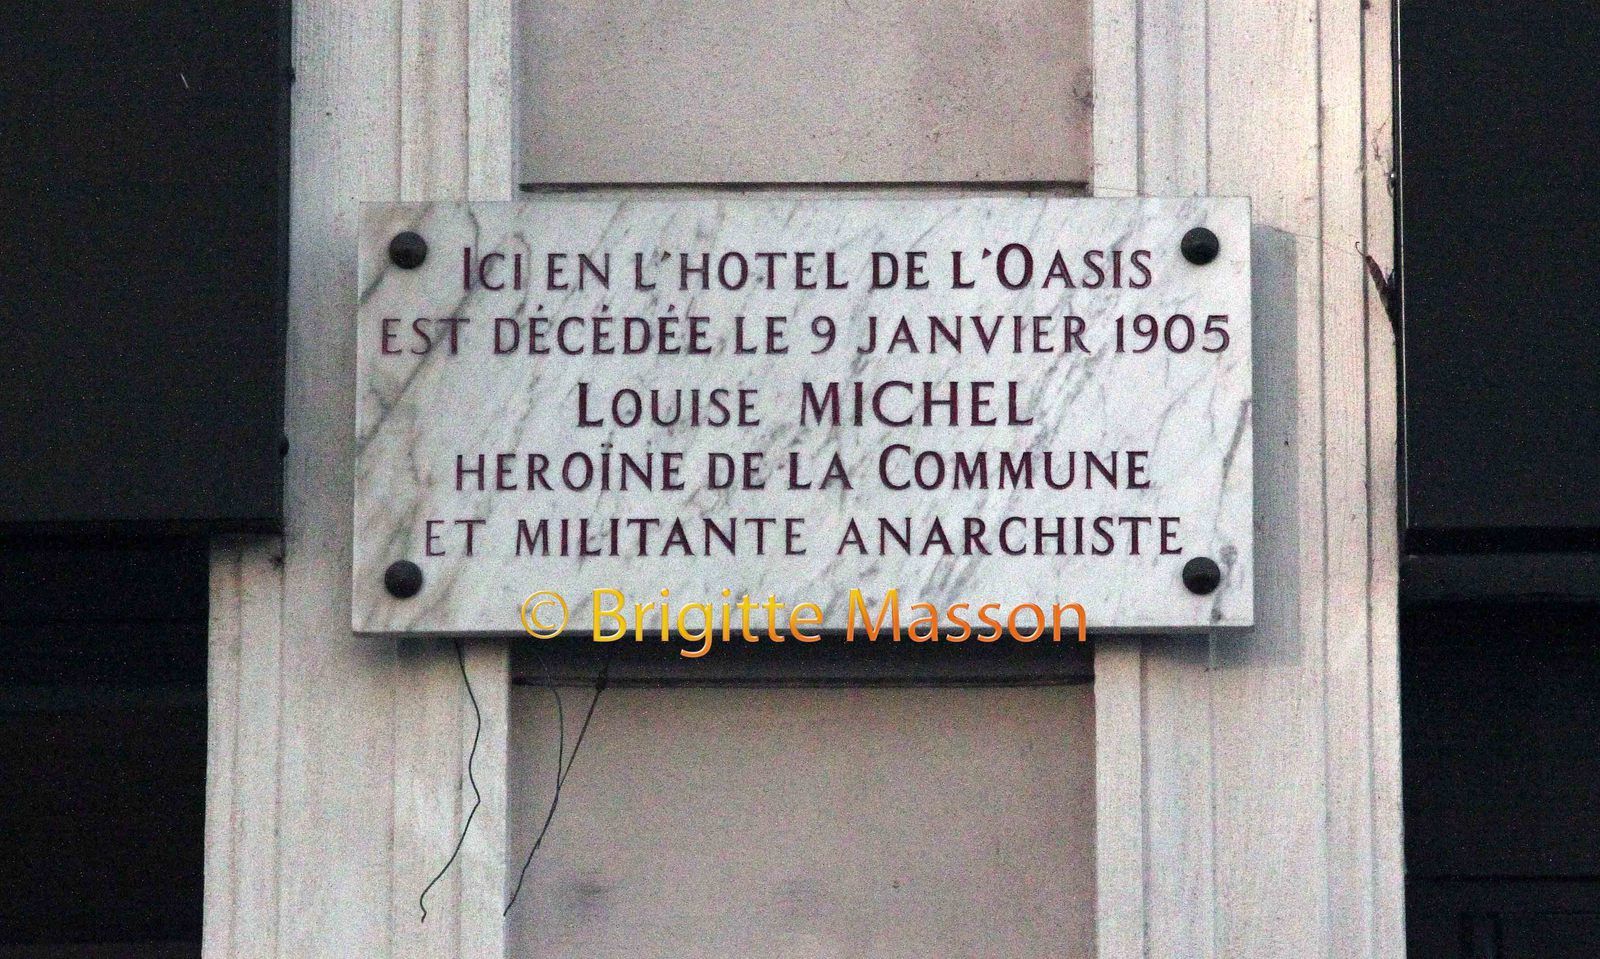 ICI EN L'HOTEL DE L'OASIS
EST DÉCÉDÉE LE 9 JANVIER 1905
LOUISE MICHEL
HEROÏNE DE LA COMMUNE
ET MILITANTE ANARCHISTE
© Brigitte Masson